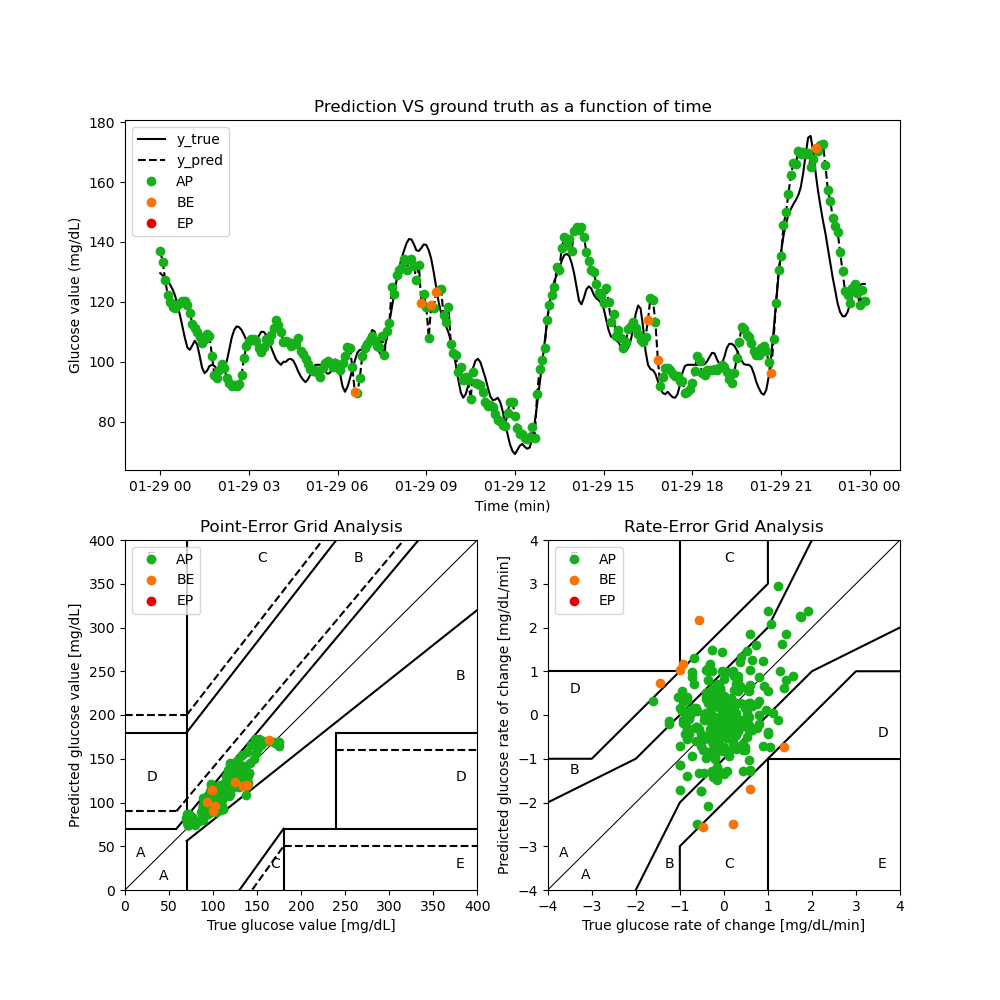 Prediction VS ground truth as a function of time
Glucose value (mg/dL)
180
160
140
120
100
80
y_true
y_pred
AP
BE
EP
01-29 00 01-29 03 01-29 06 01-29 09 01-29 12 01-29 15 01-29 18 01-29 21 01-30 00
Time (min)
Point-Error Grid Analysis
Predicted glucose value [mg/dL]
400
350
300
250
200
150
100
50
0
AP
BE
EP
C
B
B
D
D
A
A
C
E
0 50 100 150 200 250 300 350 400
True glucose value [mg/dL]
Rate-Error Grid Analysis
Predicted glucose rate of change [mg/dL/min]
4
3
2
1
0
−1
−2
−3
−4
AP
BE
EP
C
D
D
B
A
A
B
C
E
−4 −3 −2 −1 0 1 2 3 4
True glucose rate of change [mg/dL/min]